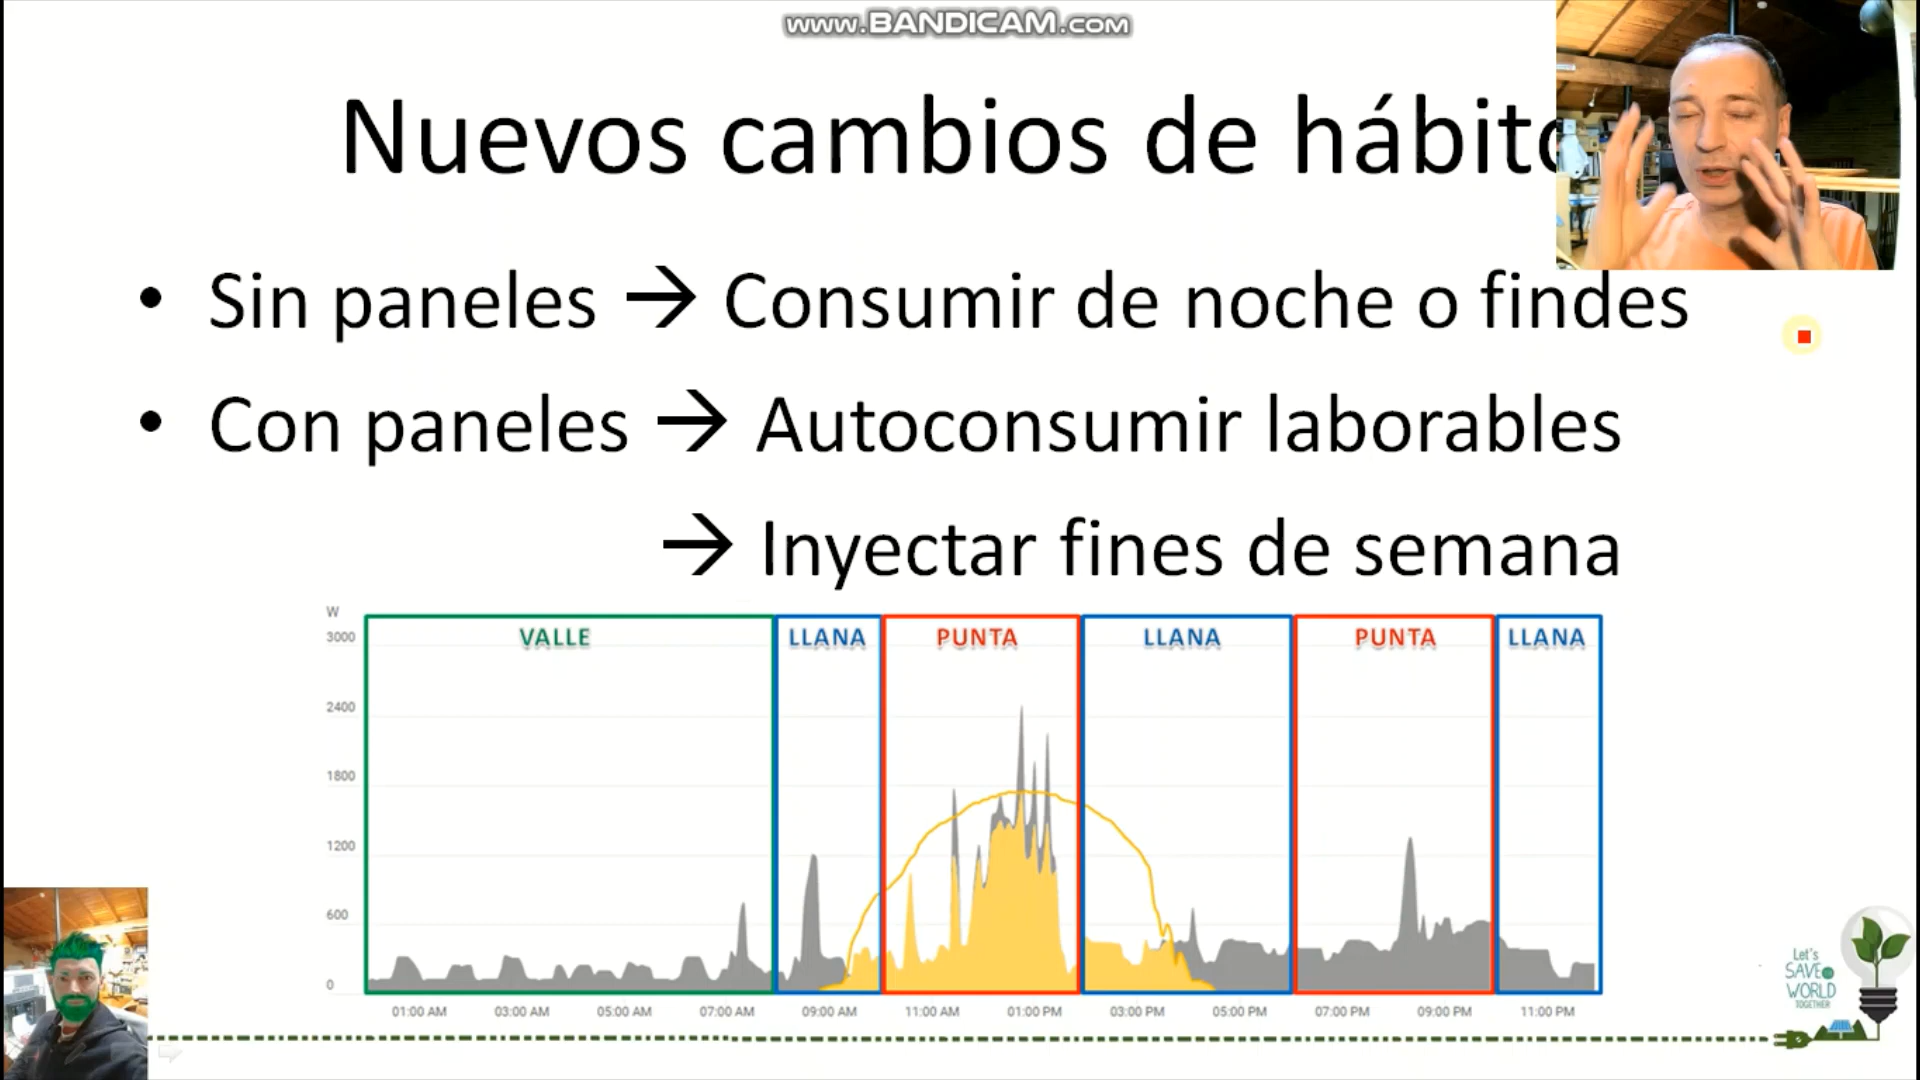 www.BANDICAM.com
Nuevos cambios de hábito
• Sin paneles → Consumir de noche o findes
• Con paneles → Autoconsumir laborables
→ Inyectar fines de semana
W
VALLE LLANA PUNTA LLANA PUNTA LLANA
3000
2400
1800
1200
600
0
01:00 AM 03:00 AM 05:00 AM 07:00 AM 09:00 AM 11:00 AM 01:00 PM 03:00 PM 05:00 PM 07:00 PM 09:00 PM 11:00 PM
Let's
SAVE
WORLD
TOGETHER